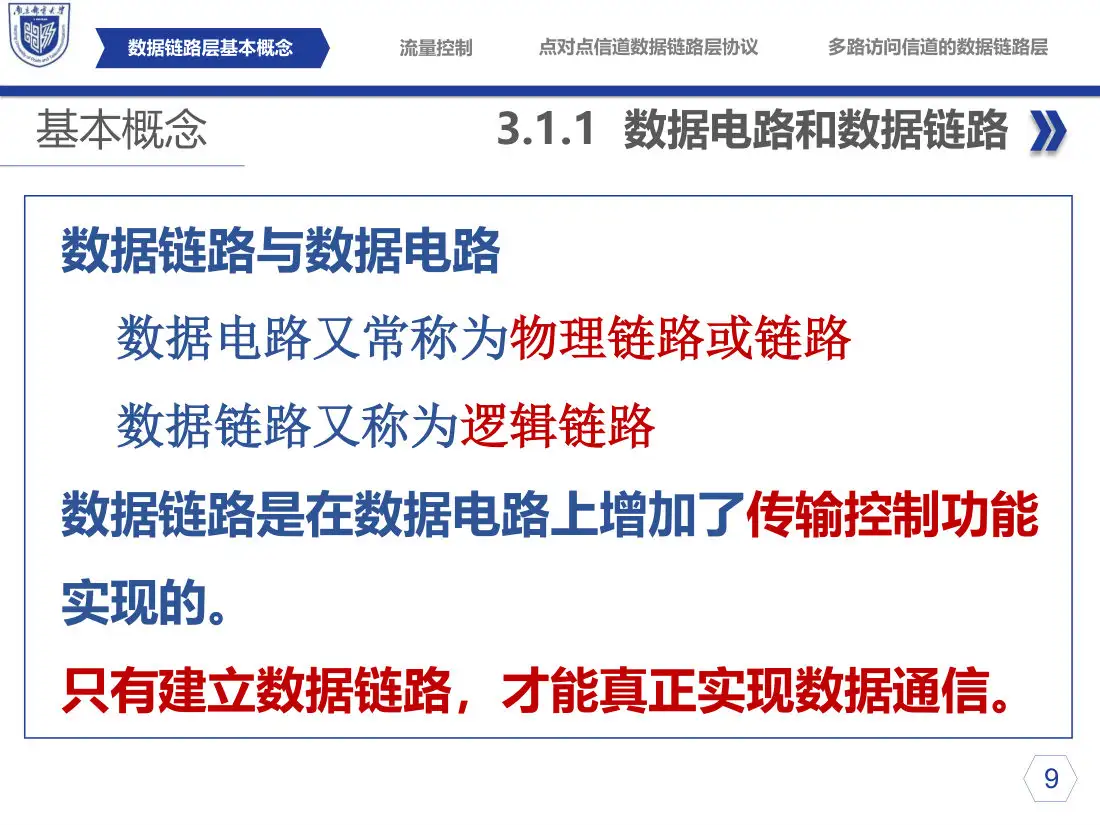 南京邮电大学
数据链路层基本概念
流量控制
点对点信道数据链路层协议
多路访问信道的数据链路层
基本概念
3.1.1 数据电路和数据链路
数据链路与数据电路
数据电路又常称为物理链路或链路
数据链路又称为逻辑链路
数据链路是在数据电路上增加了传输控制功能
实现的。
只有建立数据链路，才能真正实现数据通信。
9